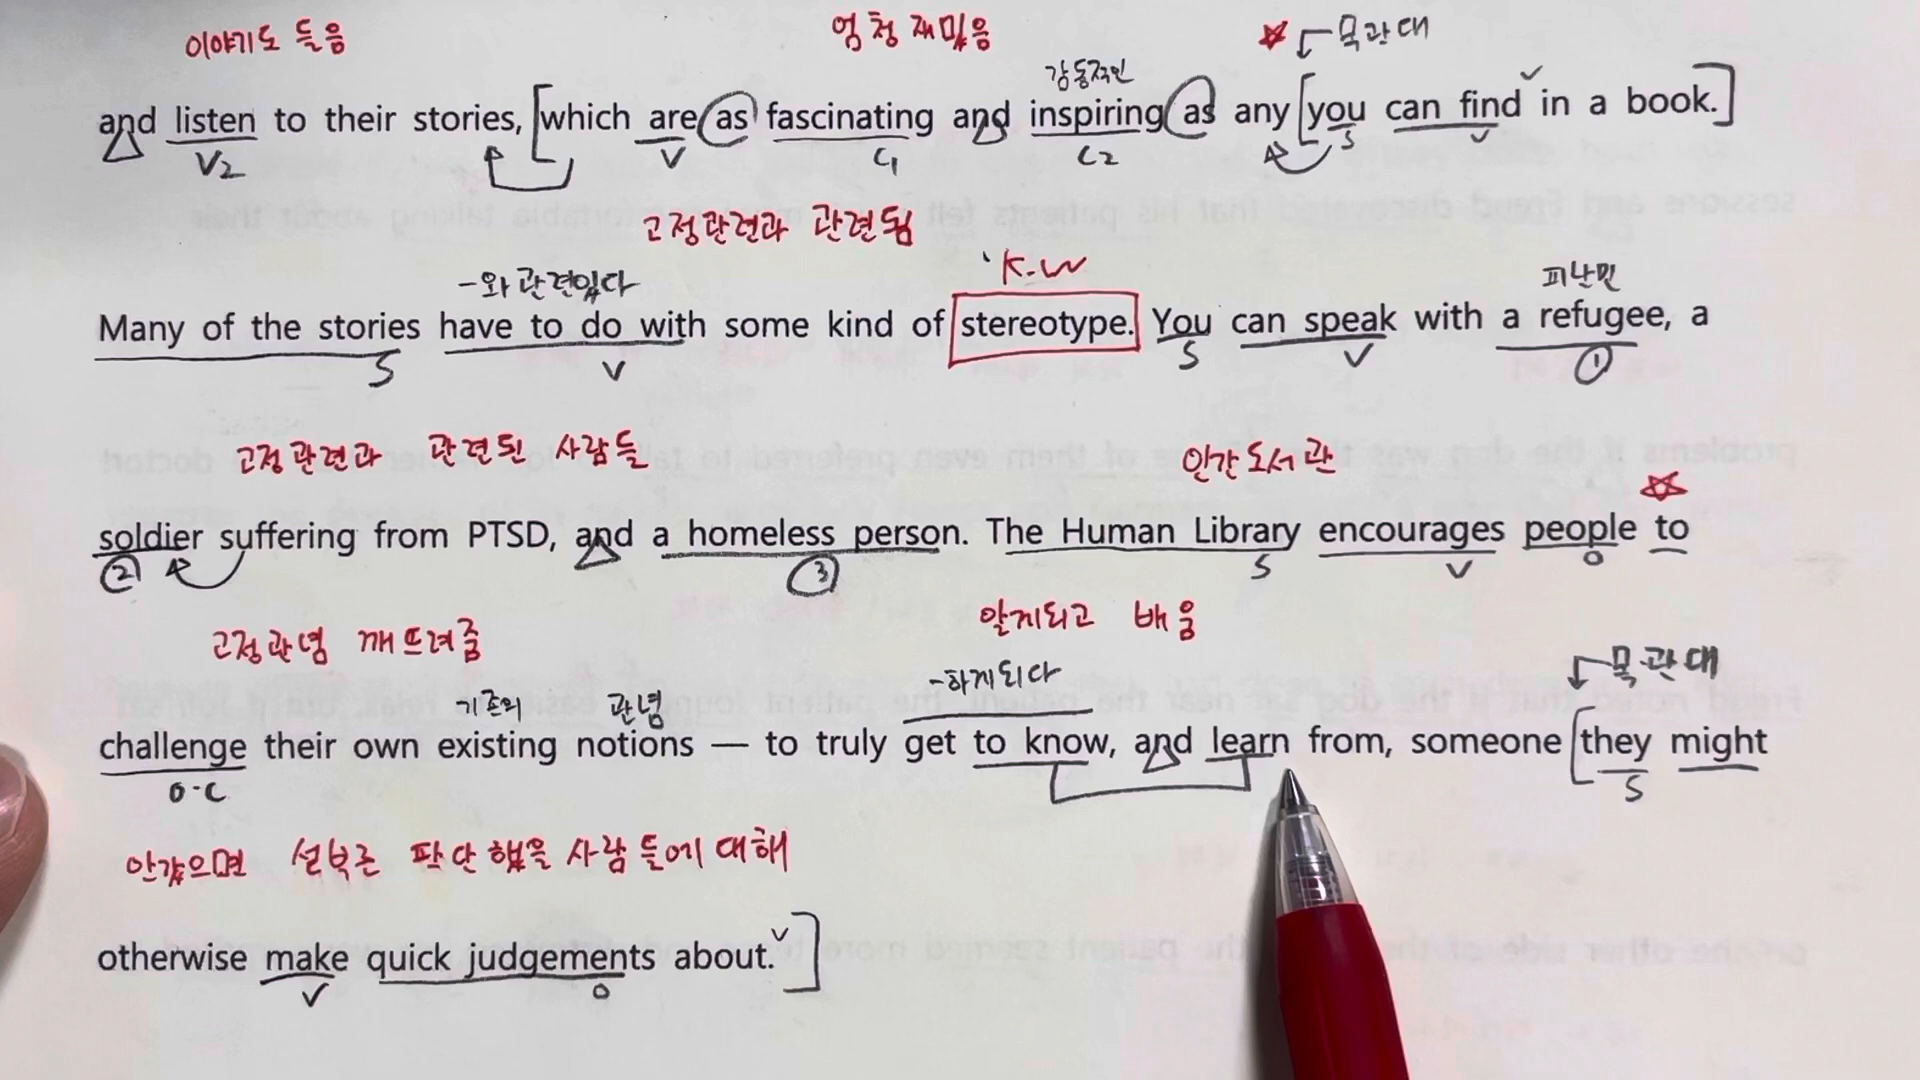 이야기도 들음 엄청 재밌음 ☆ 목관대
감동적인
and listen to their stories, [which are as fascinating and inspiring as any [you can find in a book.]
V2 V C1 C2 S V
고정관념과 관련됨
-와 관련있다 K.W 피난민
Many of the stories have to do with some kind of stereotype. You can speak with a refugee, a
S V S V ①
고정관념과 관련된 사람들 인간도서관 ☆
soldier suffering from PTSD, and a homeless person. The Human Library encourages people to
② ③ S V O
고정관념 깨뜨려줌 알게되고 배움
기존의 관념 -하게되다 목관대
challenge their own existing notions — to truly get to know, and learn from, someone [they might
O·C S
안갔으면 섣부른 판단 했을 사람들에 대해
otherwise make quick judgements about.]
V O